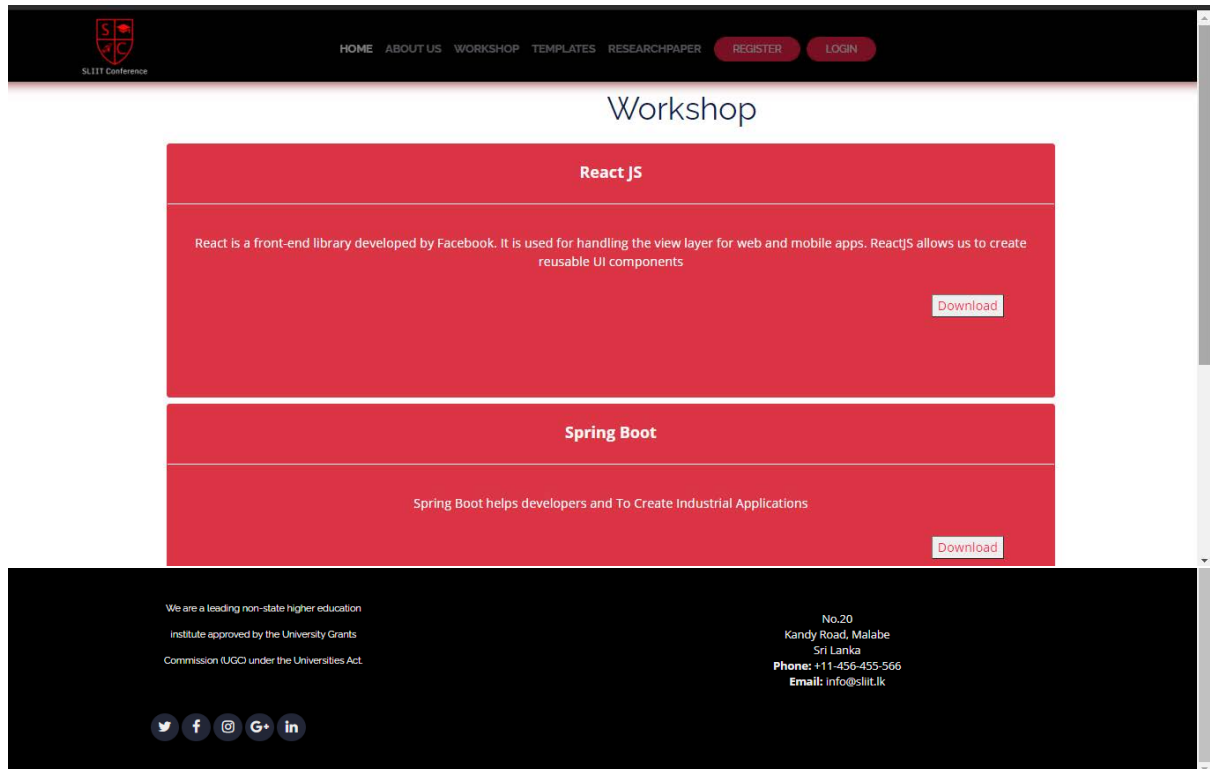 S
C
SLIIT Conference
HOME ABOUT US WORKSHOP TEMPLATES RESEARCHPAPER REGISTER LOGIN
Workshop
React JS
React is a front-end library developed by Facebook. It is used for handling the view layer for web and mobile apps. ReactJS allows us to create
reusable UI components
Download
Spring Boot
Spring Boot helps developers and To Create Industrial Applications
Download
We are a leading non-state higher education
institute approved by the University Grants
Commission (UGC) under the Universities Act.
No.20
Kandy Road, Malabe
Sri Lanka
Phone: +11-456-455-566
Email: info@sliit.lk
f G+ in